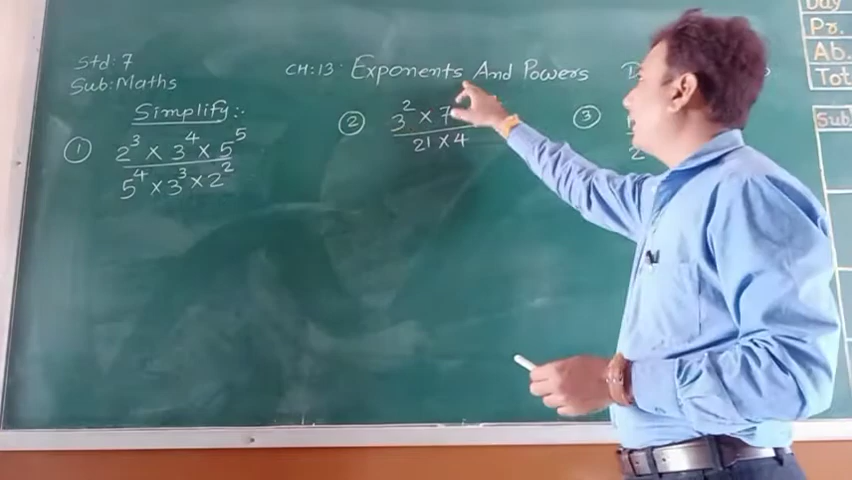 Std:7
Sub:Maths
CH:13 Exponents And Powers
Simplify:
① 2³ × 3⁴ × 5⁵
5⁴ × 3³ × 2²
② 3² × 7
21 × 4
③
2
Day
Pr.
Ab.
Tot
Sub.